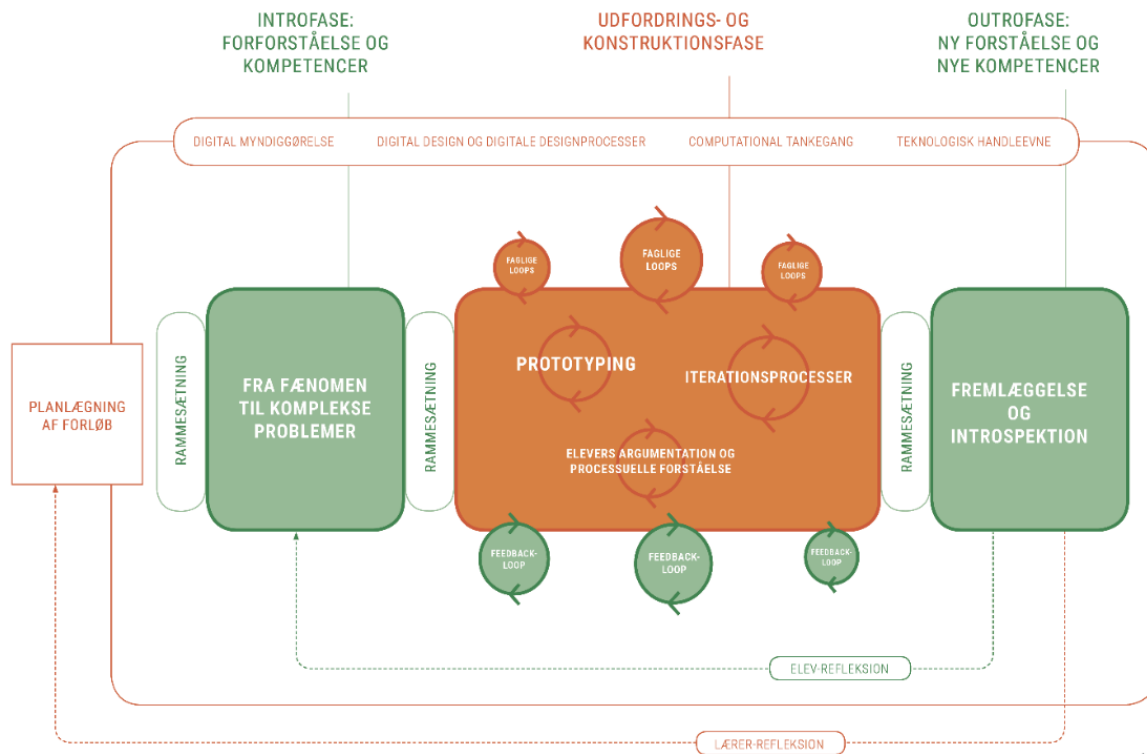 INTROFASE:
FORFORSTÅELSE OG
KOMPETENCER
UDFORDRINGS- OG
KONSTRUKTIONSFASE
OUTROFASE:
NY FORSTÅELSE OG
NYE KOMPETENCER
DIGITAL MYNDIGGØRELSE
DIGITAL DESIGN OG DIGITALE DESIGNPROCESSER
COMPUTATIONAL TANKEGANG
TEKNOLOGISK HANDLEEVNE
FAGLIGE
LOOPS
FAGLIGE
LOOPS
FAGLIGE
LOOPS
PLANLÆGNING
AF FORLØB
RAMMESÆTNING
FRA FÆNOMEN
TIL KOMPLEKSE
PROBLEMER
RAMMESÆTNING
PROTOTYPING
ITERATIONSPROCESSER
ELEVERS ARGUMENTATION OG
PROCESSUELLE FORSTÅELSE
RAMMESÆTNING
FREMLÆGGELSE
OG
INTROSPEKTION
FEEDBACK-
LOOP
FEEDBACK-
LOOP
FEEDBACK-
LOOP
ELEV-REFLEKSION
LÆRER-REFLEKSION